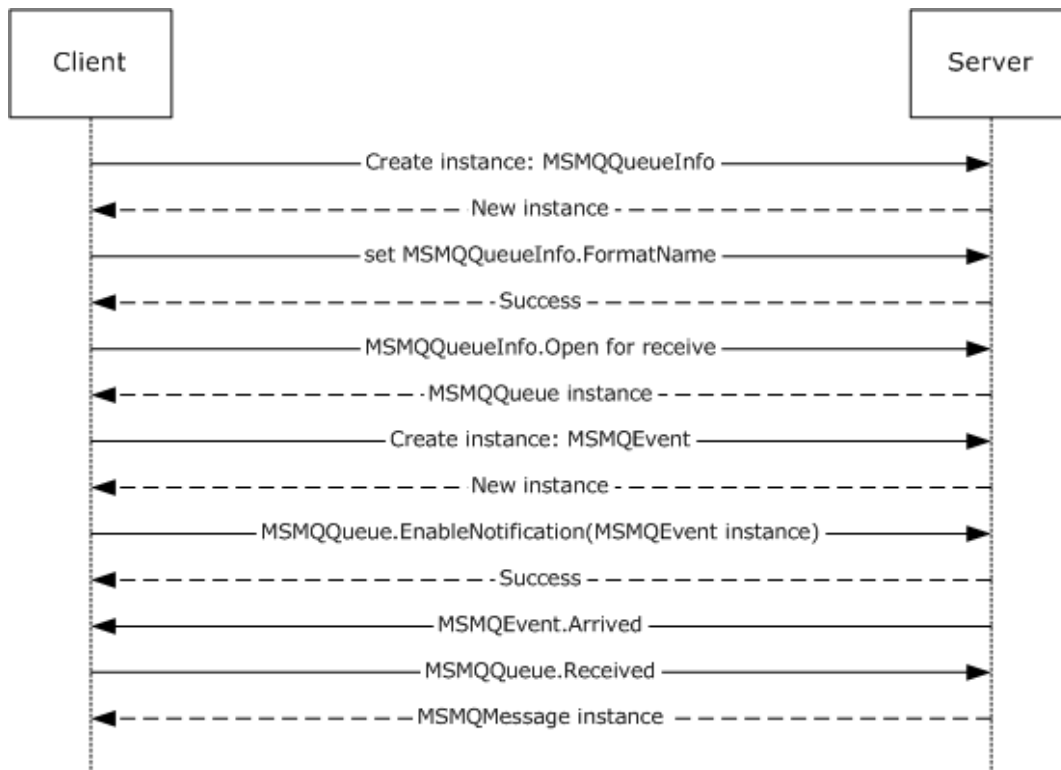 Client
Server
Create instance: MSMQQueueInfo
New instance
set MSMQQueueInfo.FormatName
Success
MSMQQueueInfo.Open for receive
MSMQQueue instance
Create instance: MSMQEvent
New instance
MSMQQueue.EnableNotification(MSMQEvent instance)
Success
MSMQEvent.Arrived
MSMQQueue.Received
MSMQMessage instance